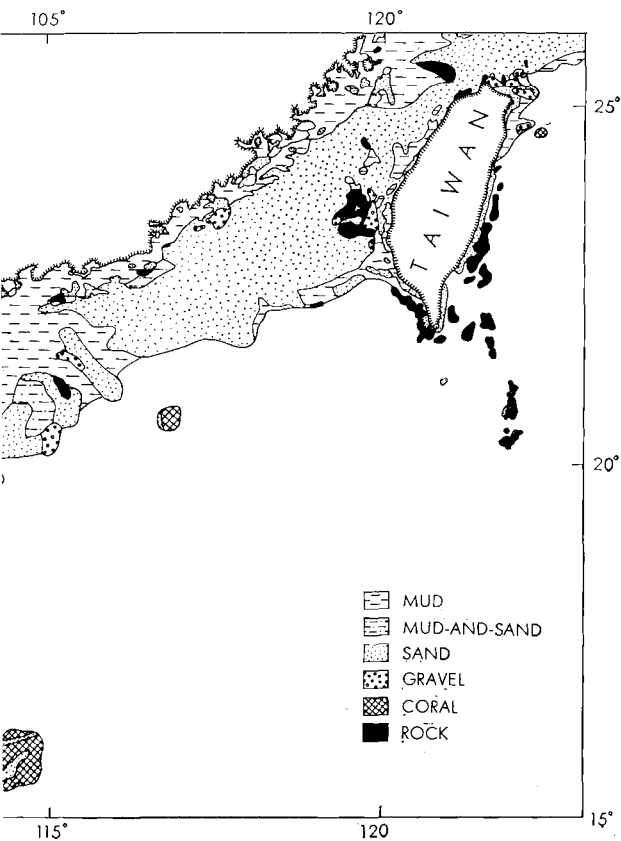 105° 120°
25°
TAIWAN
20°
MUD
MUD-AND-SAND
SAND
GRAVEL
CORAL
ROCK
15°
115° 120°